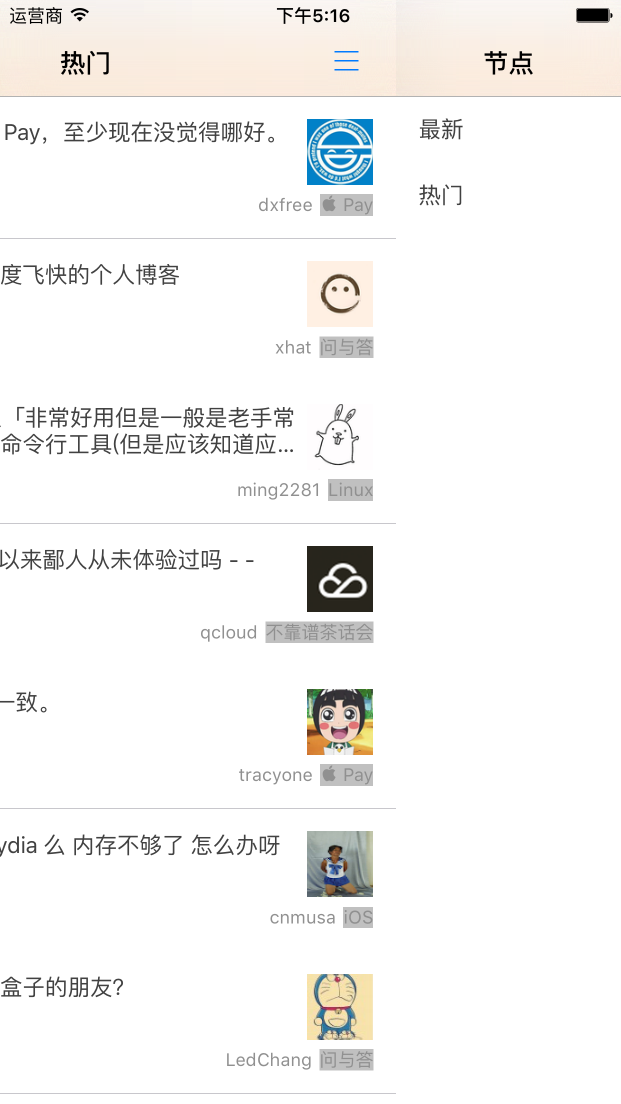 运营商 下午5:16
热门 节点
最新
热门
Pay，至少现在没觉得哪好。
dxfree  Pay
度飞快的个人博客
xhat 问与答
「非常好用但是一般是老手常
命令行工具(但是应该知道应...
ming2281 Linux
以来鄙人从未体验过吗 - -
qcloud 不靠谱茶话会
一致。
tracyone  Pay
ydia 么 内存不够了 怎么办呀
cnmusa iOS
盒子的朋友?
LedChang 问与答